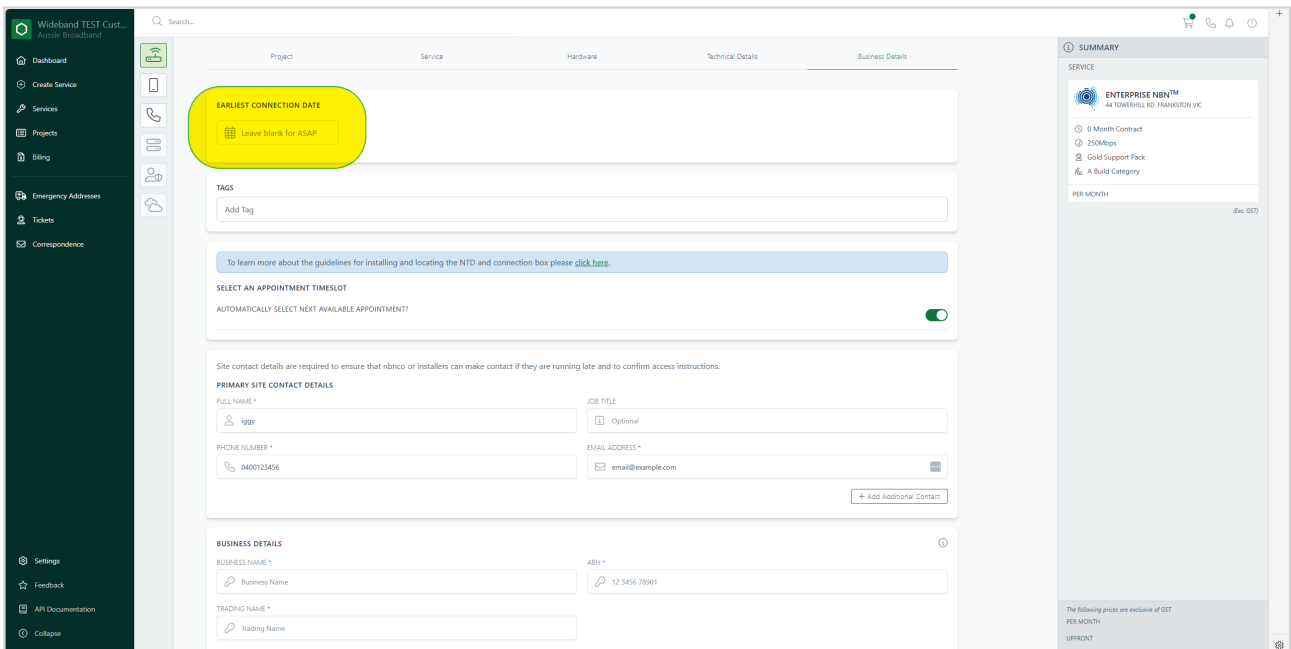 Wideband TEST Cust...
Aussie Broadband
Dashboard
Create Service
Services
Projects
Billing
Emergency Addresses
Tickets
Correspondence
Settings
Feedback
API Documentation
Collapse
Search...
Project
Service
Hardware
Technical Details
Business Details
EARLIEST CONNECTION DATE
Leave blank for ASAP
TAGS
Add Tag
To learn more about the guidelines for installing and locating the NTD and connection box please click here.
SELECT AN APPOINTMENT TIMESLOT
AUTOMATICALLY SELECT NEXT AVAILABLE APPOINTMENT?
Site contact details are required to ensure that nbnco or installers can make contact if they are running late and to confirm access instructions.
PRIMARY SITE CONTACT DETAILS
FULL NAME *
JOB TITLE
iggy
Optional
PHONE NUMBER *
EMAIL ADDRESS *
0400123456
email@example.com
+ Add Additional Contact
BUSINESS DETAILS
BUSINESS NAME *
ABN *
Business Name
12 3456 78901
TRADING NAME *
Trading Name
SUMMARY
SERVICE
ENTERPRISE NBN™
44 TOWERHILL RD, FRANKSTON VIC
0 Month Contract
250Mbps
Gold Support Pack
A Build Category
PER MONTH
(Exc. GST)
The following prices are exclusive of GST
PER MONTH
UPFRONT